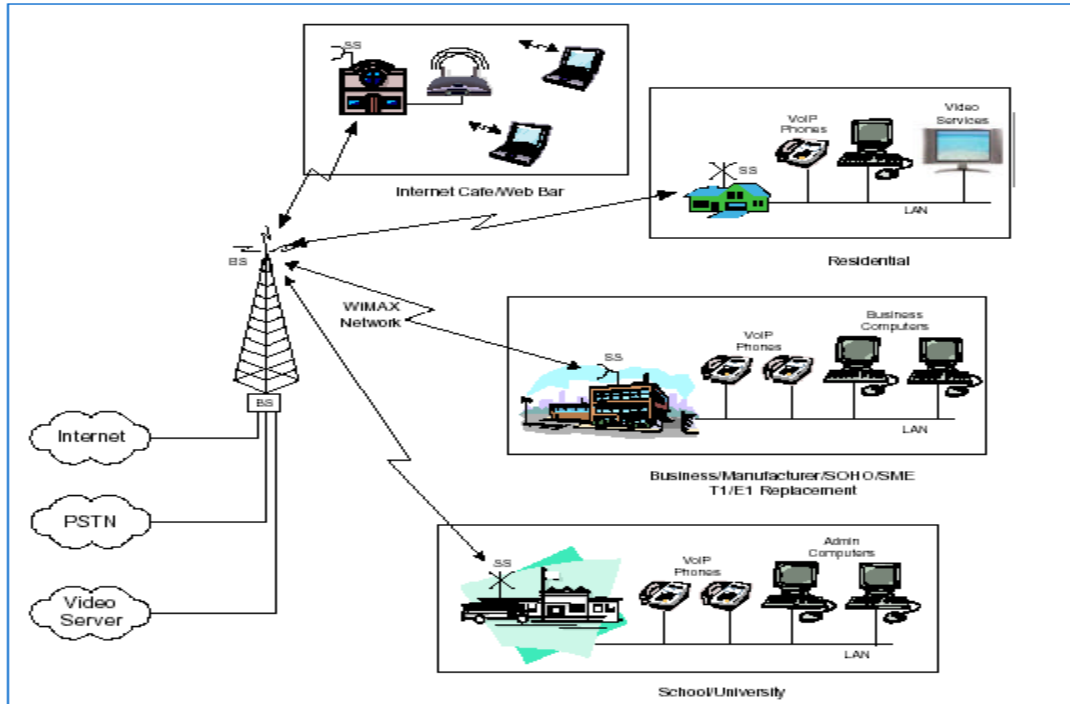 SS
Internet Cafe/Web Bar
VoIP
Phones
Video
Services
SS
LAN
Residential
BS
WiMAX
Network
SS
VoIP
Phones
Business
Computers
LAN
Business/Manufacturer/SOHO/SME
T1/E1 Replacement
BS
Internet
PSTN
Video
Server
SS
VoIP
Phones
Admin
Computers
LAN
School/University